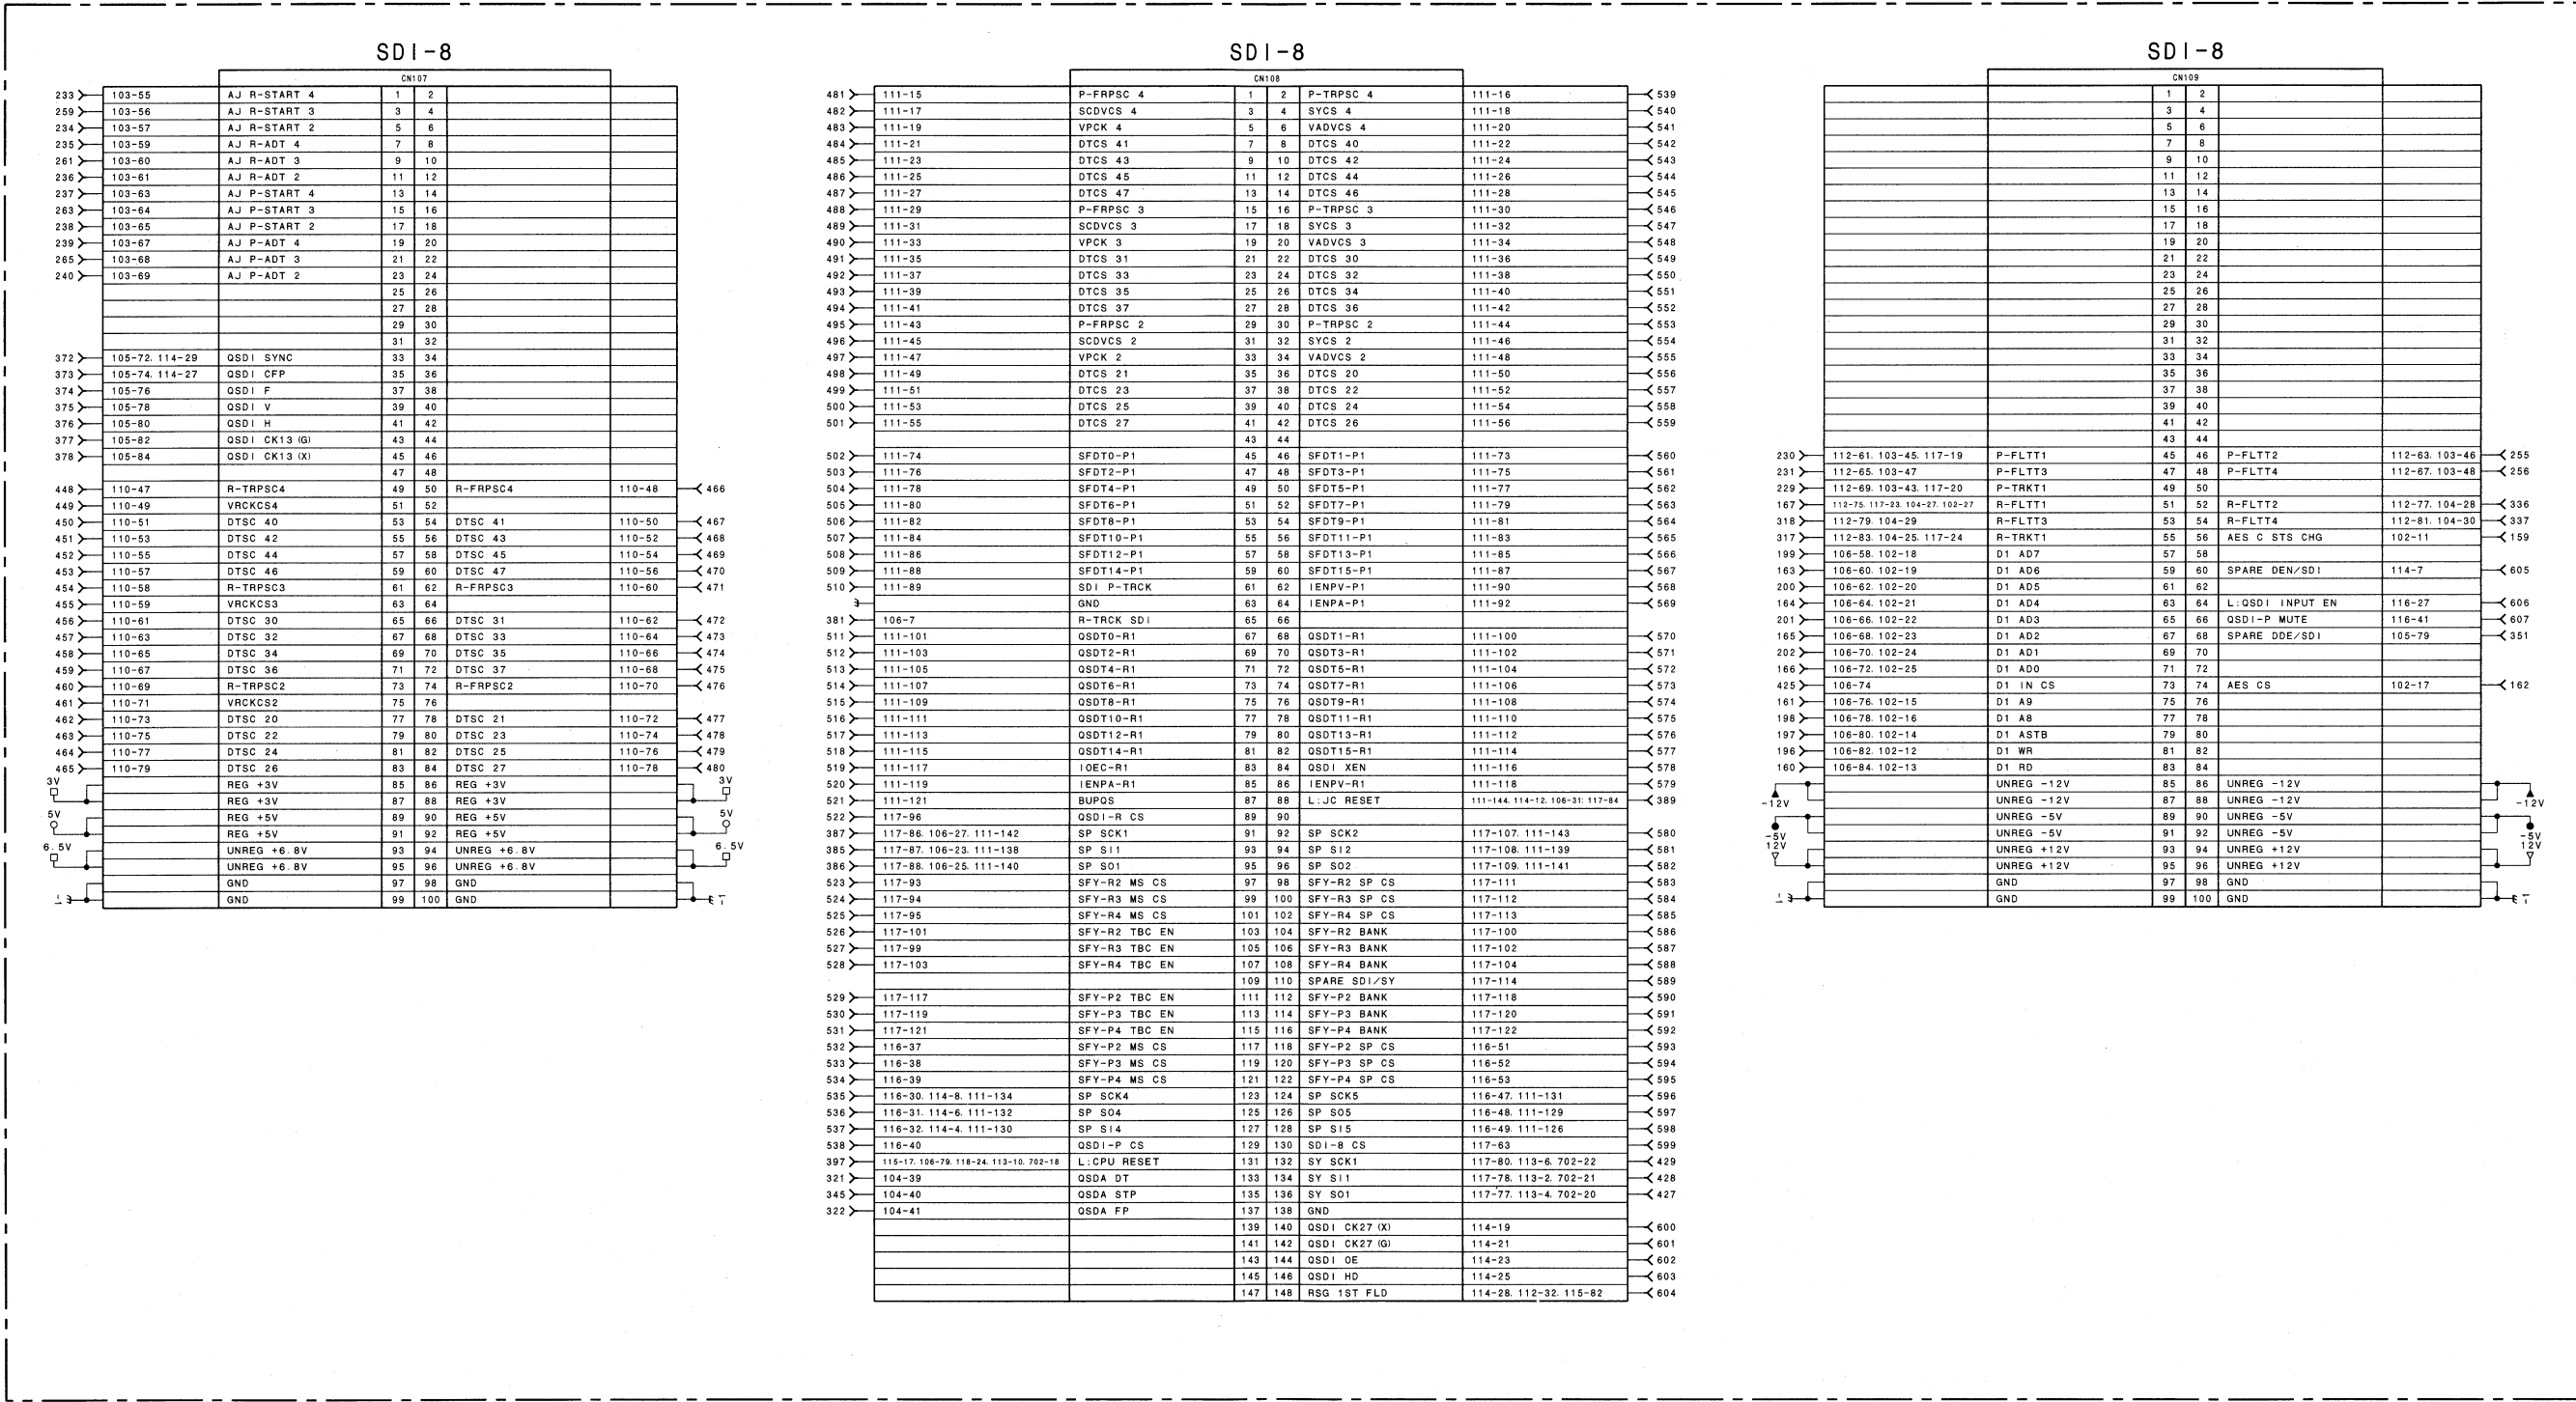 SDI-8
CN107
233 103-55 AJ R-START 4 1 2
259 103-56 AJ R-START 3 3 4
234 103-57 AJ R-START 2 5 6
235 103-59 AJ R-ADT 4 7 8
261 103-60 AJ R-ADT 3 9 10
236 103-61 AJ R-ADT 2 11 12
237 103-63 AJ P-START 4 13 14
263 103-64 AJ P-START 3 15 16
238 103-65 AJ P-START 2 17 18
239 103-67 AJ P-ADT 4 19 20
265 103-68 AJ P-ADT 3 21 22
240 103-69 AJ P-ADT 2 23 24
25 26
27 28
29 30
31 32
372 105-72. 114-29 QSDI SYNC 33 34
373 105-74. 114-27 QSDI CFP 35 36
374 105-76 QSDI F 37 38
375 105-78 QSDI V 39 40
376 105-80 QSDI H 41 42
377 105-82 QSDI CK13 (G) 43 44
378 105-84 QSDI CK13 (X) 45 46
47 48
448 110-47 R-TRPSC4 49 50 R-FRPSC4 110-48 466
449 110-49 VRCKCS4 51 52
450 110-51 DTSC 40 53 54 DTSC 41 110-50 467
451 110-53 DTSC 42 55 56 DTSC 43 110-52 468
452 110-55 DTSC 44 57 58 DTSC 45 110-54 469
453 110-57 DTSC 46 59 60 DTSC 47 110-56 470
454 110-58 R-TRPSC3 61 62 R-FRPSC3 110-60 471
455 110-59 VRCKCS3 63 64
456 110-61 DTSC 30 65 66 DTSC 31 110-62 472
457 110-63 DTSC 32 67 68 DTSC 33 110-64 473
458 110-65 DTSC 34 69 70 DTSC 35 110-66 474
459 110-67 DTSC 36 71 72 DTSC 37 110-68 475
460 110-69 R-TRPSC2 73 74 R-FRPSC2 110-70 476
461 110-71 VRCKCS2 75 76
462 110-73 DTSC 20 77 78 DTSC 21 110-72 477
463 110-75 DTSC 22 79 80 DTSC 23 110-74 478
464 110-77 DTSC 24 81 82 DTSC 25 110-76 479
465 110-79 DTSC 26 83 84 DTSC 27 110-78 480
3V REG +3V 85 86 REG +3V 3V
REG +3V 87 88 REG +3V
5V REG +5V 89 90 REG +5V 5V
REG +5V 91 92 REG +5V
6.5V UNREG +6.8V 93 94 UNREG +6.8V 6.5V
UNREG +6.8V 95 96 UNREG +6.8V
GND 97 98 GND
GND 99 100 GND
SDI-8
CN108
481 111-15 P-FRPSC 4 1 2 P-TRPSC 4 111-16 539
482 111-17 SCDVCS 4 3 4 SYCS 4 111-18 540
483 111-19 VPCK 4 5 6 VADVCS 4 111-20 541
484 111-21 DTCS 41 7 8 DTCS 40 111-22 542
485 111-23 DTCS 43 9 10 DTCS 42 111-24 543
486 111-25 DTCS 45 11 12 DTCS 44 111-26 544
487 111-27 DTCS 47 13 14 DTCS 46 111-28 545
488 111-29 P-FRPSC 3 15 16 P-TRPSC 3 111-30 546
489 111-31 SCDVCS 3 17 18 SYCS 3 111-32 547
490 111-33 VPCK 3 19 20 VADVCS 3 111-34 548
491 111-35 DTCS 31 21 22 DTCS 30 111-36 549
492 111-37 DTCS 33 23 24 DTCS 32 111-38 550
493 111-39 DTCS 35 25 26 DTCS 34 111-40 551
494 111-41 DTCS 37 27 28 DTCS 36 111-42 552
495 111-43 P-FRPSC 2 29 30 P-TRPSC 2 111-44 553
496 111-45 SCDVCS 2 31 32 SYCS 2 111-46 554
497 111-47 VPCK 2 33 34 VADVCS 2 111-48 555
498 111-49 DTCS 21 35 36 DTCS 20 111-50 556
499 111-51 DTCS 23 37 38 DTCS 22 111-52 557
500 111-53 DTCS 25 39 40 DTCS 24 111-54 558
501 111-55 DTCS 27 41 42 DTCS 26 111-56 559
43 44
502 111-74 SFDT0-P1 45 46 SFDT1-P1 111-73 560
503 111-76 SFDT2-P1 47 48 SFDT3-P1 111-75 561
504 111-78 SFDT4-P1 49 50 SFDT5-P1 111-77 562
505 111-80 SFDT6-P1 51 52 SFDT7-P1 111-79 563
506 111-82 SFDT8-P1 53 54 SFDT9-P1 111-81 564
507 111-84 SFDT10-P1 55 56 SFDT11-P1 111-83 565
508 111-86 SFDT12-P1 57 58 SFDT13-P1 111-85 566
509 111-88 SFDT14-P1 59 60 SFDT15-P1 111-87 567
510 111-89 SDI P-TRCK 61 62 IENPV-P1 111-90 568
GND 63 64 IENPA-P1 111-92 569
381 106-7 R-TRCK SDI 65 66
511 111-101 QSDT0-R1 67 68 QSDT1-R1 111-100 570
512 111-103 QSDT2-R1 69 70 QSDT3-R1 111-102 571
513 111-105 QSDT4-R1 71 72 QSDT5-R1 111-104 572
514 111-107 QSDT6-R1 73 74 QSDT7-R1 111-106 573
515 111-109 QSDT8-R1 75 76 QSDT9-R1 111-108 574
516 111-111 QSDT10-R1 77 78 QSDT11-R1 111-110 575
517 111-113 QSDT12-R1 79 80 QSDT13-R1 111-112 576
518 111-115 QSDT14-R1 81 82 QSDT15-R1 111-114 577
519 111-117 IOEC-R1 83 84 QSDI XEN 111-116 578
520 111-119 IENPA-R1 85 86 IENPV-R1 111-118 579
521 111-121 BUPQS 87 88 L:JC RESET 111-144. 114-12. 106-31. 117-84 389
522 117-96 QSDI-R CS 89 90
387 117-86. 106-27. 111-142 SP SCK1 91 92 SP SCK2 117-107. 111-143 580
385 117-87. 106-23. 111-138 SP SI1 93 94 SP SI2 117-108. 111-139 581
386 117-88. 106-25. 111-140 SP SO1 95 96 SP SO2 117-109. 111-141 582
523 117-93 SFY-R2 MS CS 97 98 SFY-R2 SP CS 117-111 583
524 117-94 SFY-R3 MS CS 99 100 SFY-R3 SP CS 117-112 584
525 117-95 SFY-R4 MS CS 101 102 SFY-R4 SP CS 117-113 585
526 117-101 SFY-R2 TBC EN 103 104 SFY-R2 BANK 117-100 586
527 117-99 SFY-R3 TBC EN 105 106 SFY-R3 BANK 117-102 587
528 117-103 SFY-R4 TBC EN 107 108 SFY-R4 BANK 117-104 588
109 110 SPARE SDI/SY 117-114 589
529 117-117 SFY-P2 TBC EN 111 112 SFY-P2 BANK 117-118 590
530 117-119 SFY-P3 TBC EN 113 114 SFY-P3 BANK 117-120 591
531 117-121 SFY-P4 TBC EN 115 116 SFY-P4 BANK 117-122 592
532 116-37 SFY-P2 MS CS 117 118 SFY-P2 SP CS 116-51 593
533 116-38 SFY-P3 MS CS 119 120 SFY-P3 SP CS 116-52 594
534 116-39 SFY-P4 MS CS 121 122 SFY-P4 SP CS 116-53 595
535 116-30. 114-8. 111-134 SP SCK4 123 124 SP SCK5 116-47. 111-131 596
536 116-31. 114-6. 111-132 SP SO4 125 126 SP SO5 116-48. 111-129 597
537 116-32. 114-4. 111-130 SP SI4 127 128 SP SI5 116-49. 111-126 598
538 116-40 QSDI-P CS 129 130 SDI-8 CS 117-63 599
397 115-17. 106-79. 118-24. 113-10. 702-18 L:CPU RESET 131 132 SY SCK1 117-80. 113-6. 702-22 429
321 104-39 QSDA DT 133 134 SY SI1 117-78. 113-2. 702-21 428
345 104-40 QSDA STP 135 136 SY SO1 117-77. 113-4. 702-20 427
322 104-41 QSDA FP 137 138 GND
139 140 QSDI CK27 (X) 114-19 600
141 142 QSDI CK27 (G) 114-21 601
143 144 QSDI OE 114-23 602
145 146 QSDI HD 114-25 603
147 148 RSG 1ST FLD 114-28. 112-32. 115-82 604
SDI-8
CN109
1 2
3 4
5 6
7 8
9 10
11 12
13 14
15 16
17 18
19 20
21 22
23 24
25 26
27 28
29 30
31 32
33 34
35 36
37 38
39 40
41 42
43 44
230 112-61. 103-45. 117-19 P-FLTT1 45 46 P-FLTT2 112-63. 103-46 255
231 112-65. 103-47 P-FLTT3 47 48 P-FLTT4 112-67. 103-48 256
229 112-69. 103-43. 117-20 P-TRKT1 49 50
167 112-75. 117-23. 104-27. 102-27 R-FLTT1 51 52 R-FLTT2 112-77. 104-28 336
318 112-79. 104-29 R-FLTT3 53 54 R-FLTT4 112-81. 104-30 337
317 112-83. 104-25. 117-24 R-TRKT1 55 56 AES C STS CHG 102-11 159
199 106-58. 102-18 D1 AD7 57 58
163 106-60. 102-19 D1 AD6 59 60 SPARE DEN/SDI 114-7 605
200 106-62. 102-20 D1 AD5 61 62
164 106-64. 102-21 D1 AD4 63 64 L:QSDI INPUT EN 116-27 606
201 106-66. 102-22 D1 AD3 65 66 QSDI-P MUTE 116-41 607
165 106-68. 102-23 D1 AD2 67 68 SPARE DDE/SDI 105-79 351
202 106-70. 102-24 D1 AD1 69 70
166 106-72. 102-25 D1 AD0 71 72
425 106-74 D1 IN CS 73 74 AES CS 102-17 162
161 106-76. 102-15 D1 A9 75 76
198 106-78. 102-16 D1 A8 77 78
197 106-80. 102-14 D1 ASTB 79 80
196 106-82. 102-12 D1 WR 81 82
160 106-84. 102-13 D1 RD 83 84
UNREG -12V 85 86 UNREG -12V
-12V UNREG -12V 87 88 UNREG -12V -12V
UNREG -5V 89 90 UNREG -5V
-5V UNREG -5V 91 92 UNREG -5V -5V
12V UNREG +12V 93 94 UNREG +12V 12V
UNREG +12V 95 96 UNREG +12V
GND 97 98 GND
GND 99 100 GND